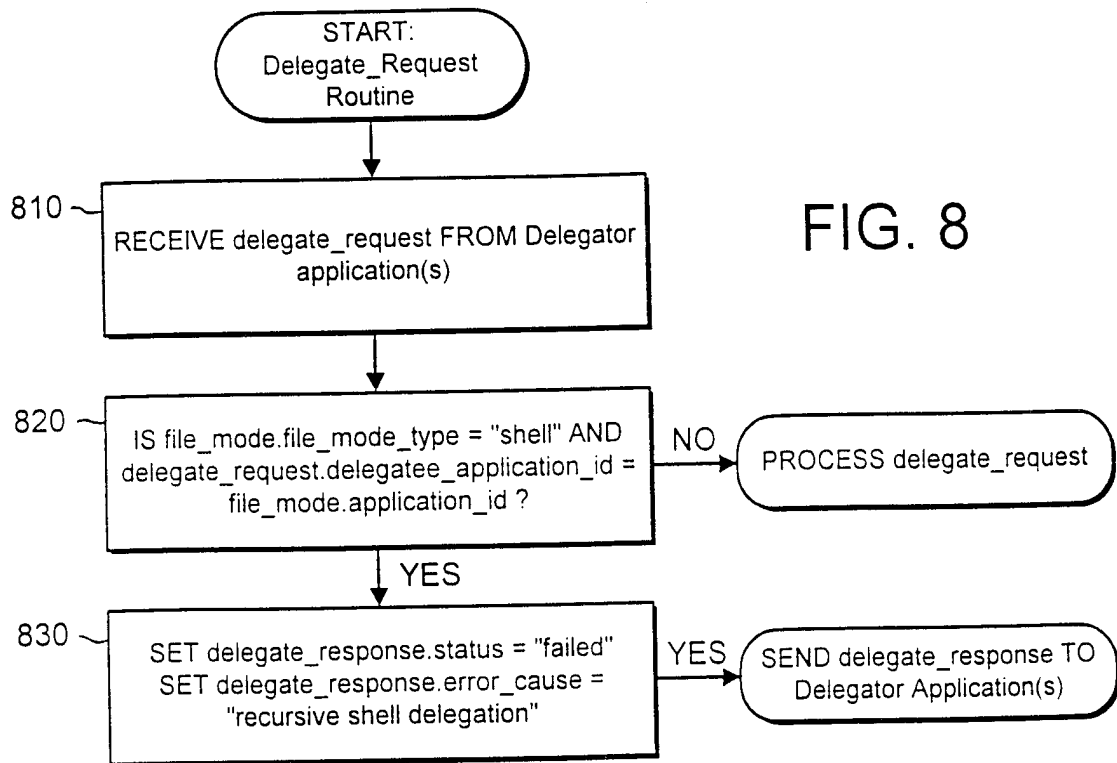 START:
Delegate_Request
Routine
810
RECEIVE delegate_request FROM Delegator
application(s)
FIG. 8
820
IS file_mode.file_mode_type = "shell" AND
delegate_request.delegatee_application_id =
file_mode.application_id ?
NO
PROCESS delegate_request
YES
830
SET delegate_response.status = "failed"
SET delegate_response.error_cause =
"recursive shell delegation"
YES
SEND delegate_response TO
Delegator Application(s)